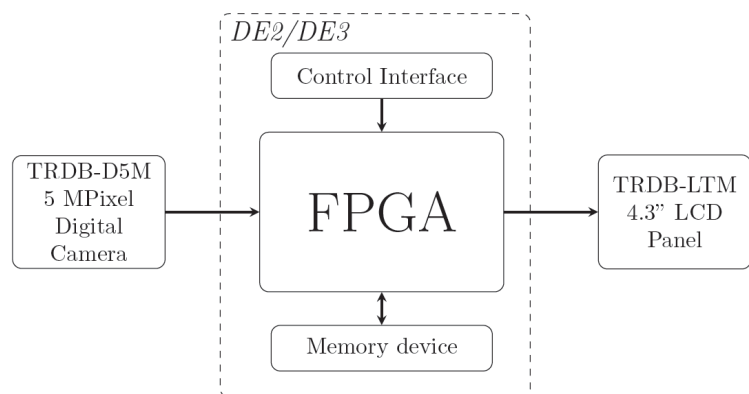 DE2/DE3
Control Interface
TRDB-D5M
5 MPixel
Digital
Camera
FPGA
TRDB-LTM
4.3” LCD
Panel
Memory device